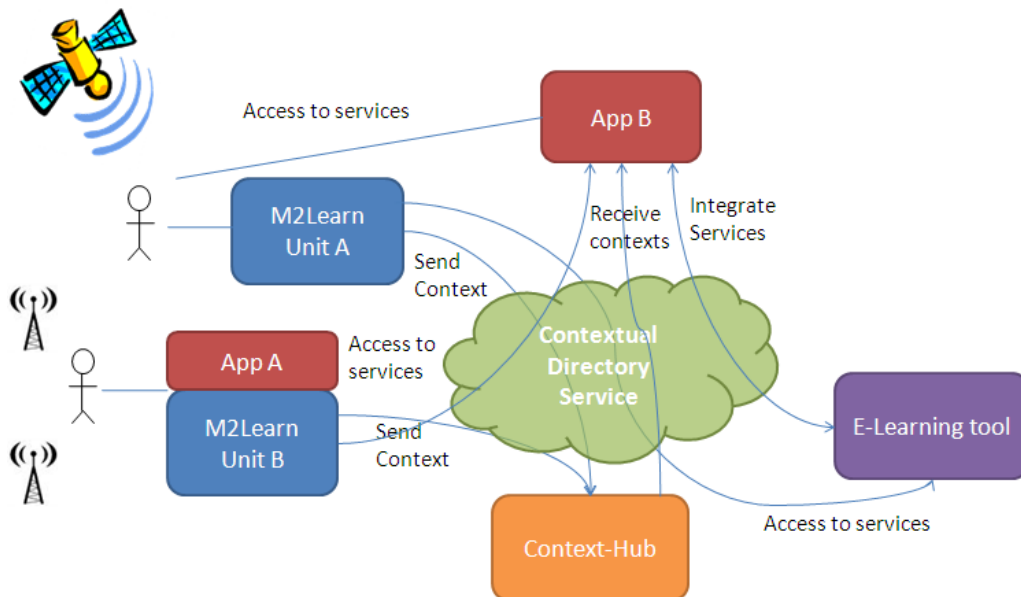 Access to services
App B
M2Learn
Unit A
Receive
contexts
Integrate
Services
Send
Context
Contextual
Directory
Service
App A
Access to
services
M2Learn
Unit B
Send
Context
E-Learning tool
Access to services
Context-Hub